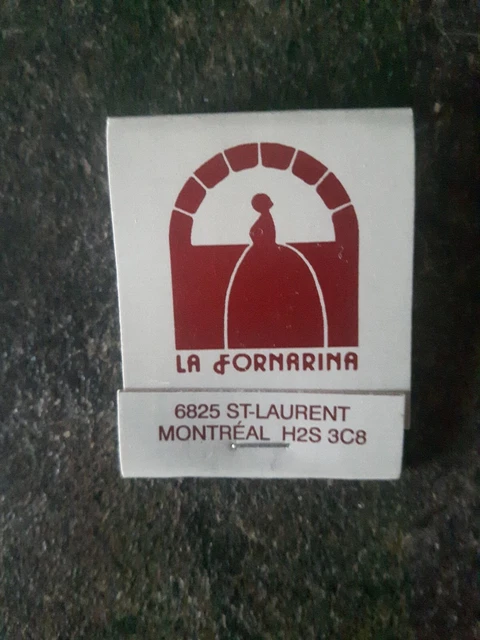 LA FORNARINA
6825 ST-LAURENT
MONTRÉAL H2S 3C8